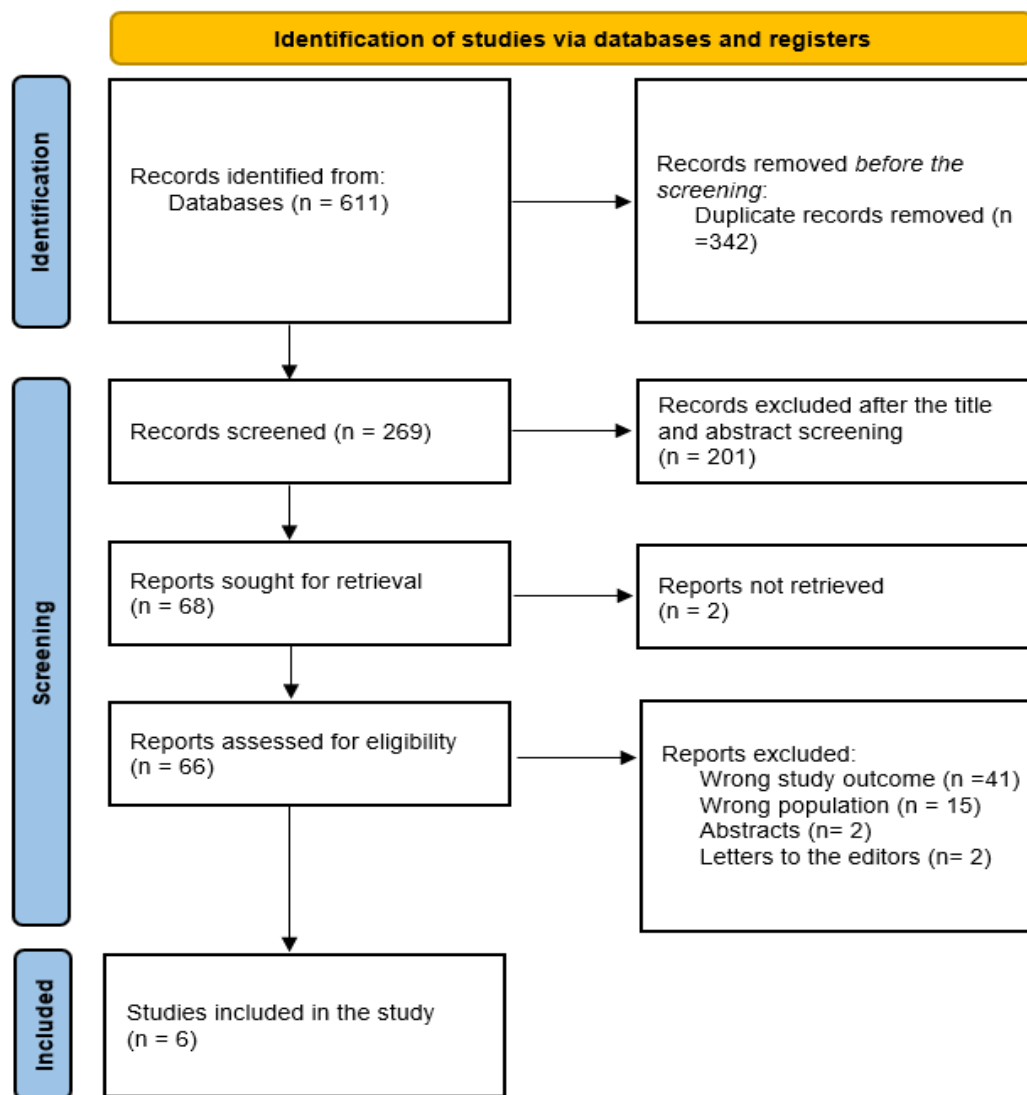 Identification of studies via databases and registers
Identification
Records identified from:
Databases (n = 611)
Records removed before the
screening:
Duplicate records removed (n
=342)
Screening
Records screened (n = 269)
Records excluded after the title
and abstract screening
(n = 201)
Reports sought for retrieval
(n = 68)
Reports not retrieved
(n = 2)
Reports assessed for eligibility
(n = 66)
Reports excluded:
Wrong study outcome (n =41)
Wrong population (n = 15)
Abstracts (n= 2)
Letters to the editors (n= 2)
Included
Studies included in the study
(n = 6)